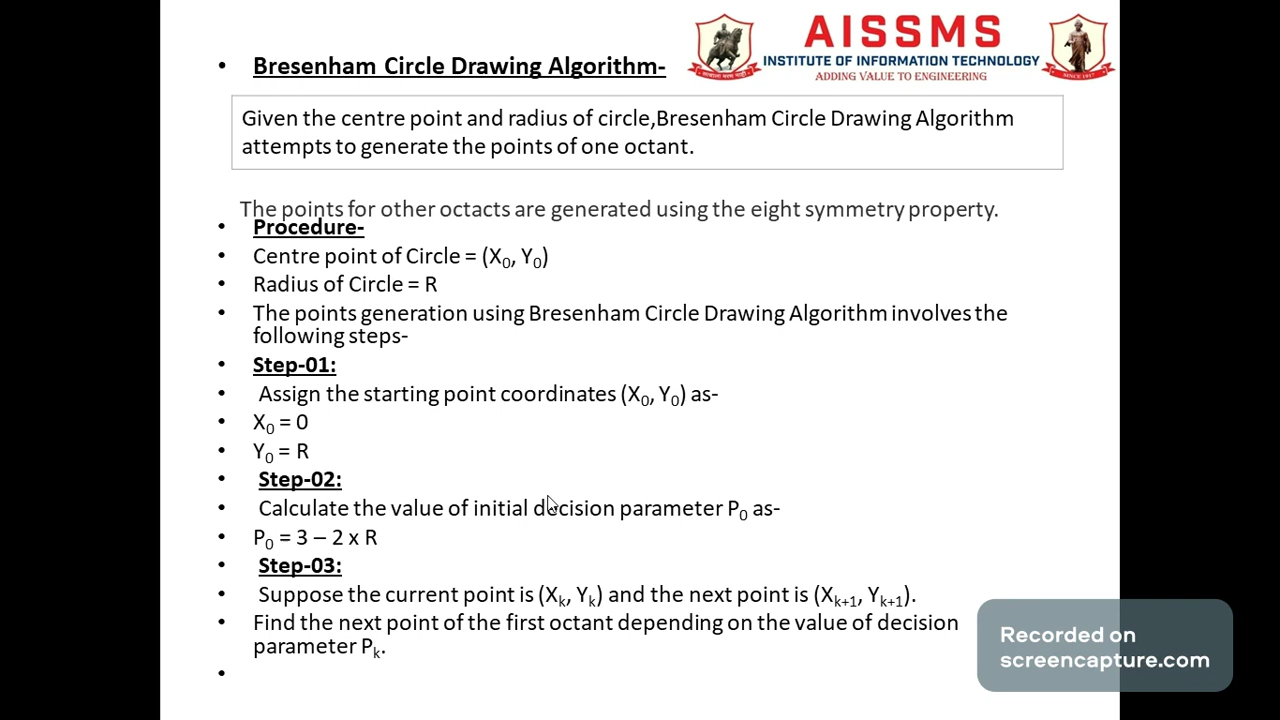 AISSMS
INSTITUTE OF INFORMATION TECHNOLOGY
ADDING VALUE TO ENGINEERING
SINCE 1917
• Bresenham Circle Drawing Algorithm-
Given the centre point and radius of circle,Bresenham Circle Drawing Algorithm
attempts to generate the points of one octant.
The points for other octacts are generated using the eight symmetry property.
• Procedure-
• Centre point of Circle = (X₀, Y₀)
• Radius of Circle = R
• The points generation using Bresenham Circle Drawing Algorithm involves the
following steps-
• Step-01:
• Assign the starting point coordinates (X₀, Y₀) as-
• X₀ = 0
• Y₀ = R
• Step-02:
• Calculate the value of initial decision parameter P₀ as-
• P₀ = 3 – 2 x R
• Step-03:
• Suppose the current point is (Xₖ, Yₖ) and the next point is (Xₖ₊₁, Yₖ₊₁).
• Find the next point of the first octant depending on the value of decision
parameter Pₖ.
•
Recorded on
screencapture.com